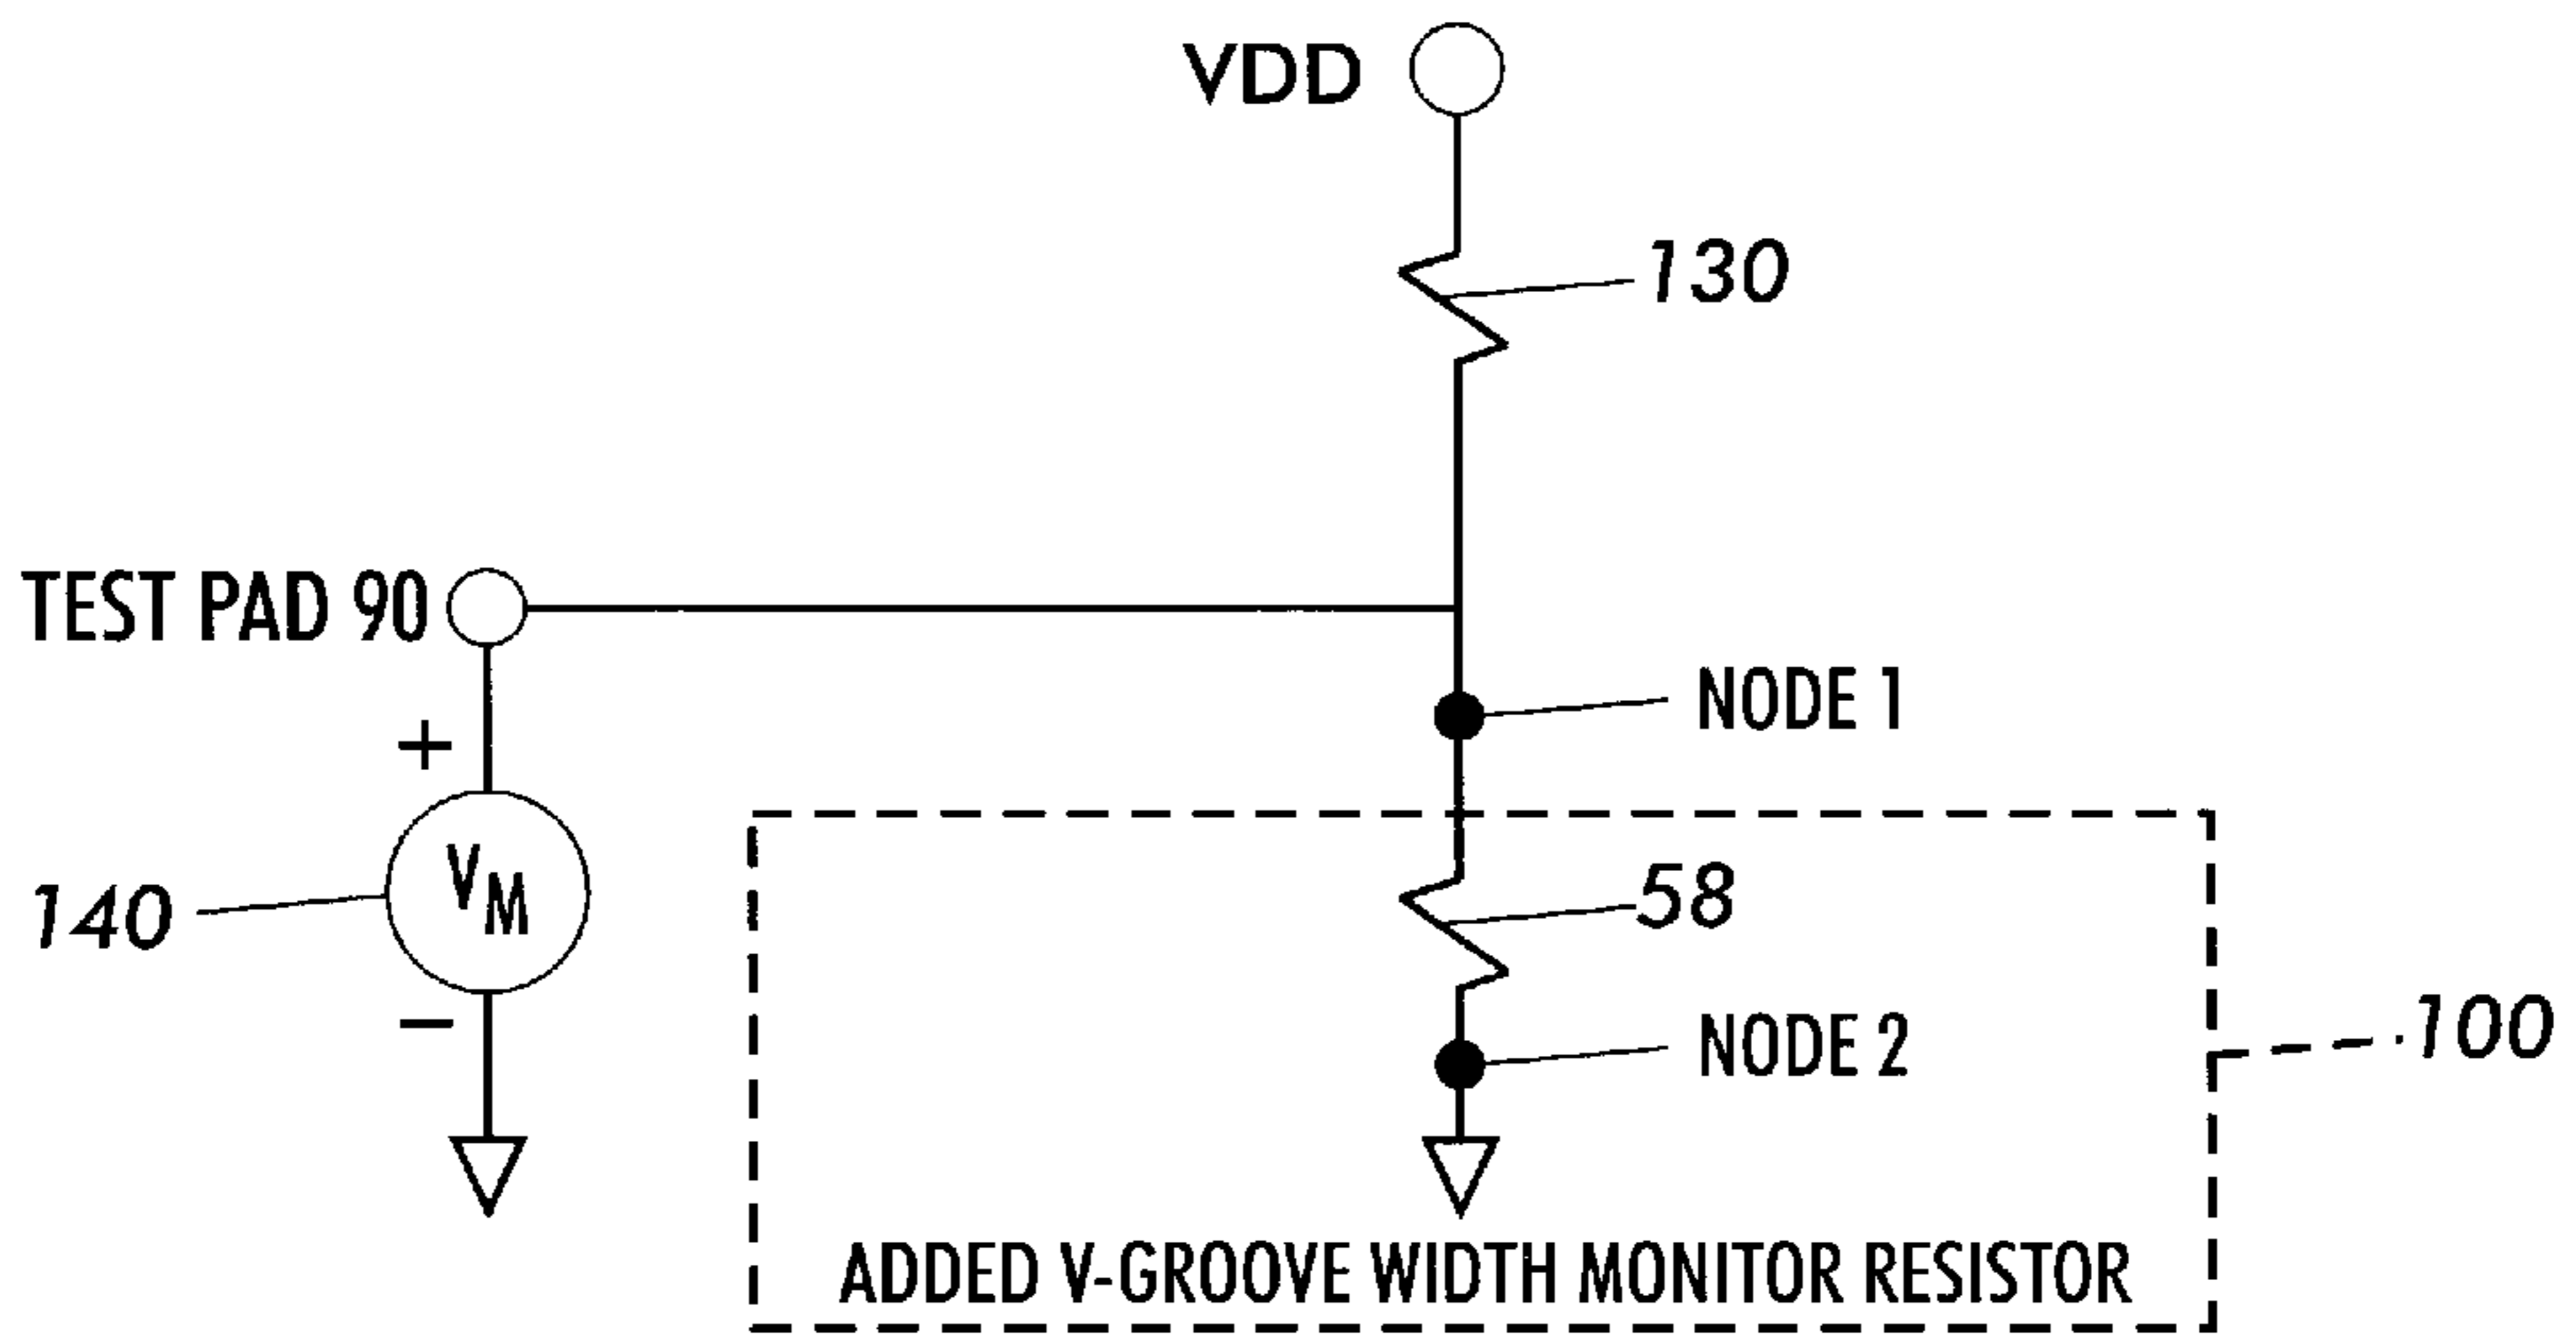 VDD
130
TEST PAD 90
NODE 1
+
VM
140
58
−
NODE 2
100
ADDED V-GROOVE WIDTH MONITOR RESISTOR